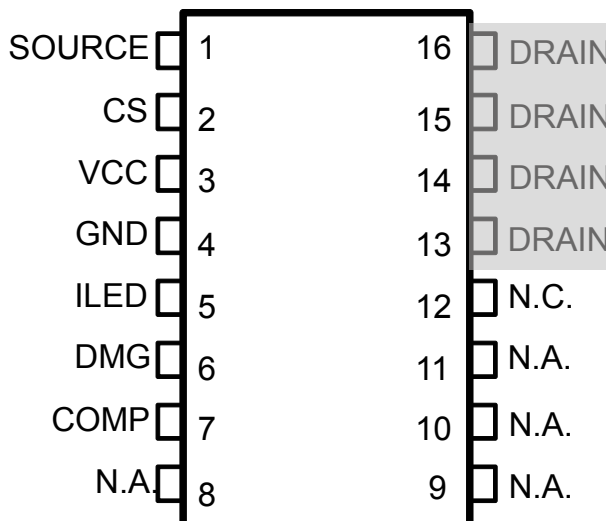 SOURCE 1 16 DRAIN
CS 2 15 DRAIN
VCC 3 14 DRAIN
GND 4 13 DRAIN
ILED 5 12 N.C.
DMG 6 11 N.A.
COMP 7 10 N.A.
N.A. 8 9 N.A.